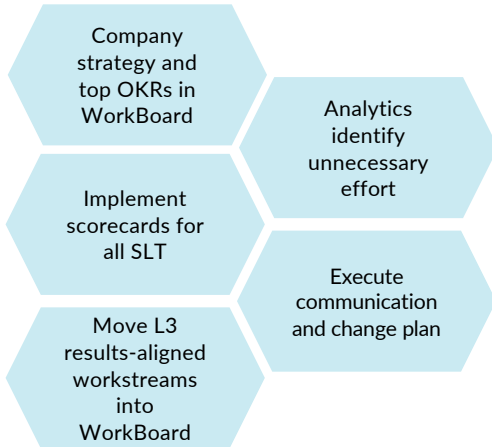 Company
strategy and
top OKRs in
WorkBoard
Analytics
identify
unnecessary
effort
Implement
scorecards for
all SLT
Execute
communication
and change plan
Move L3
results-aligned
workstreams
into
WorkBoard